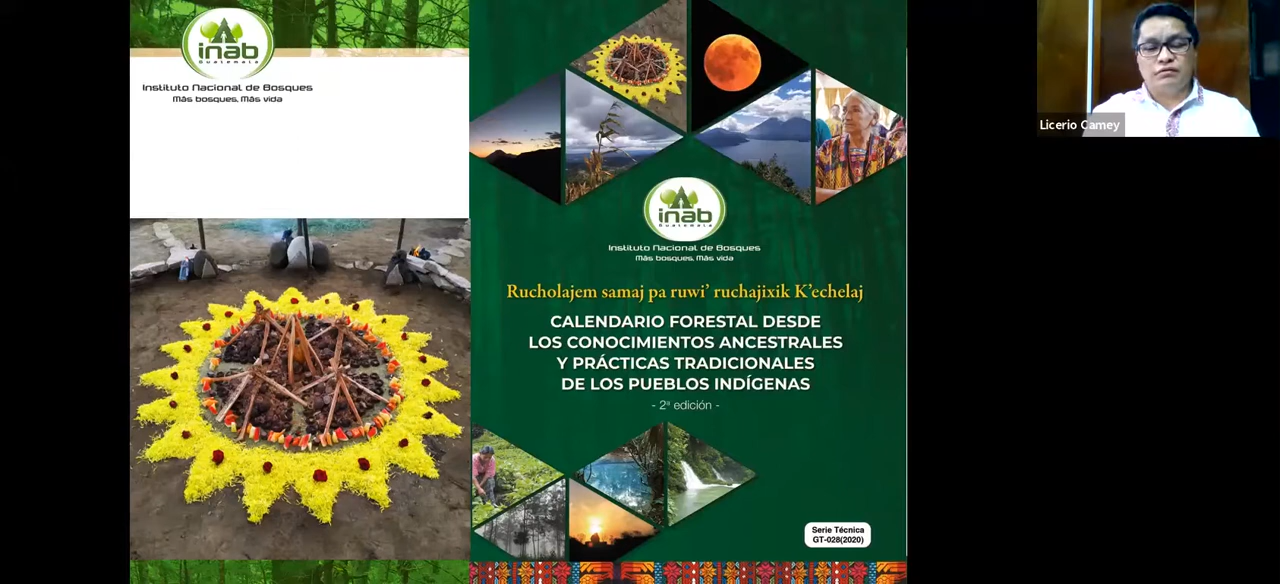 inab
Guatemala
Instituto Nacional de Bosques
Más bosques, Más vida
inab
Guatemala
Instituto Nacional de Bosques
Más bosques, Más vida
Rucholajem samaj pa ruwi’ ruchajixik K’echelaj
CALENDARIO FORESTAL DESDE
LOS CONOCIMIENTOS ANCESTRALES
Y PRÁCTICAS TRADICIONALES
DE LOS PUEBLOS INDÍGENAS
- 2ª edición -
Serie Técnica
GT-028(2020)
Licerio Camey